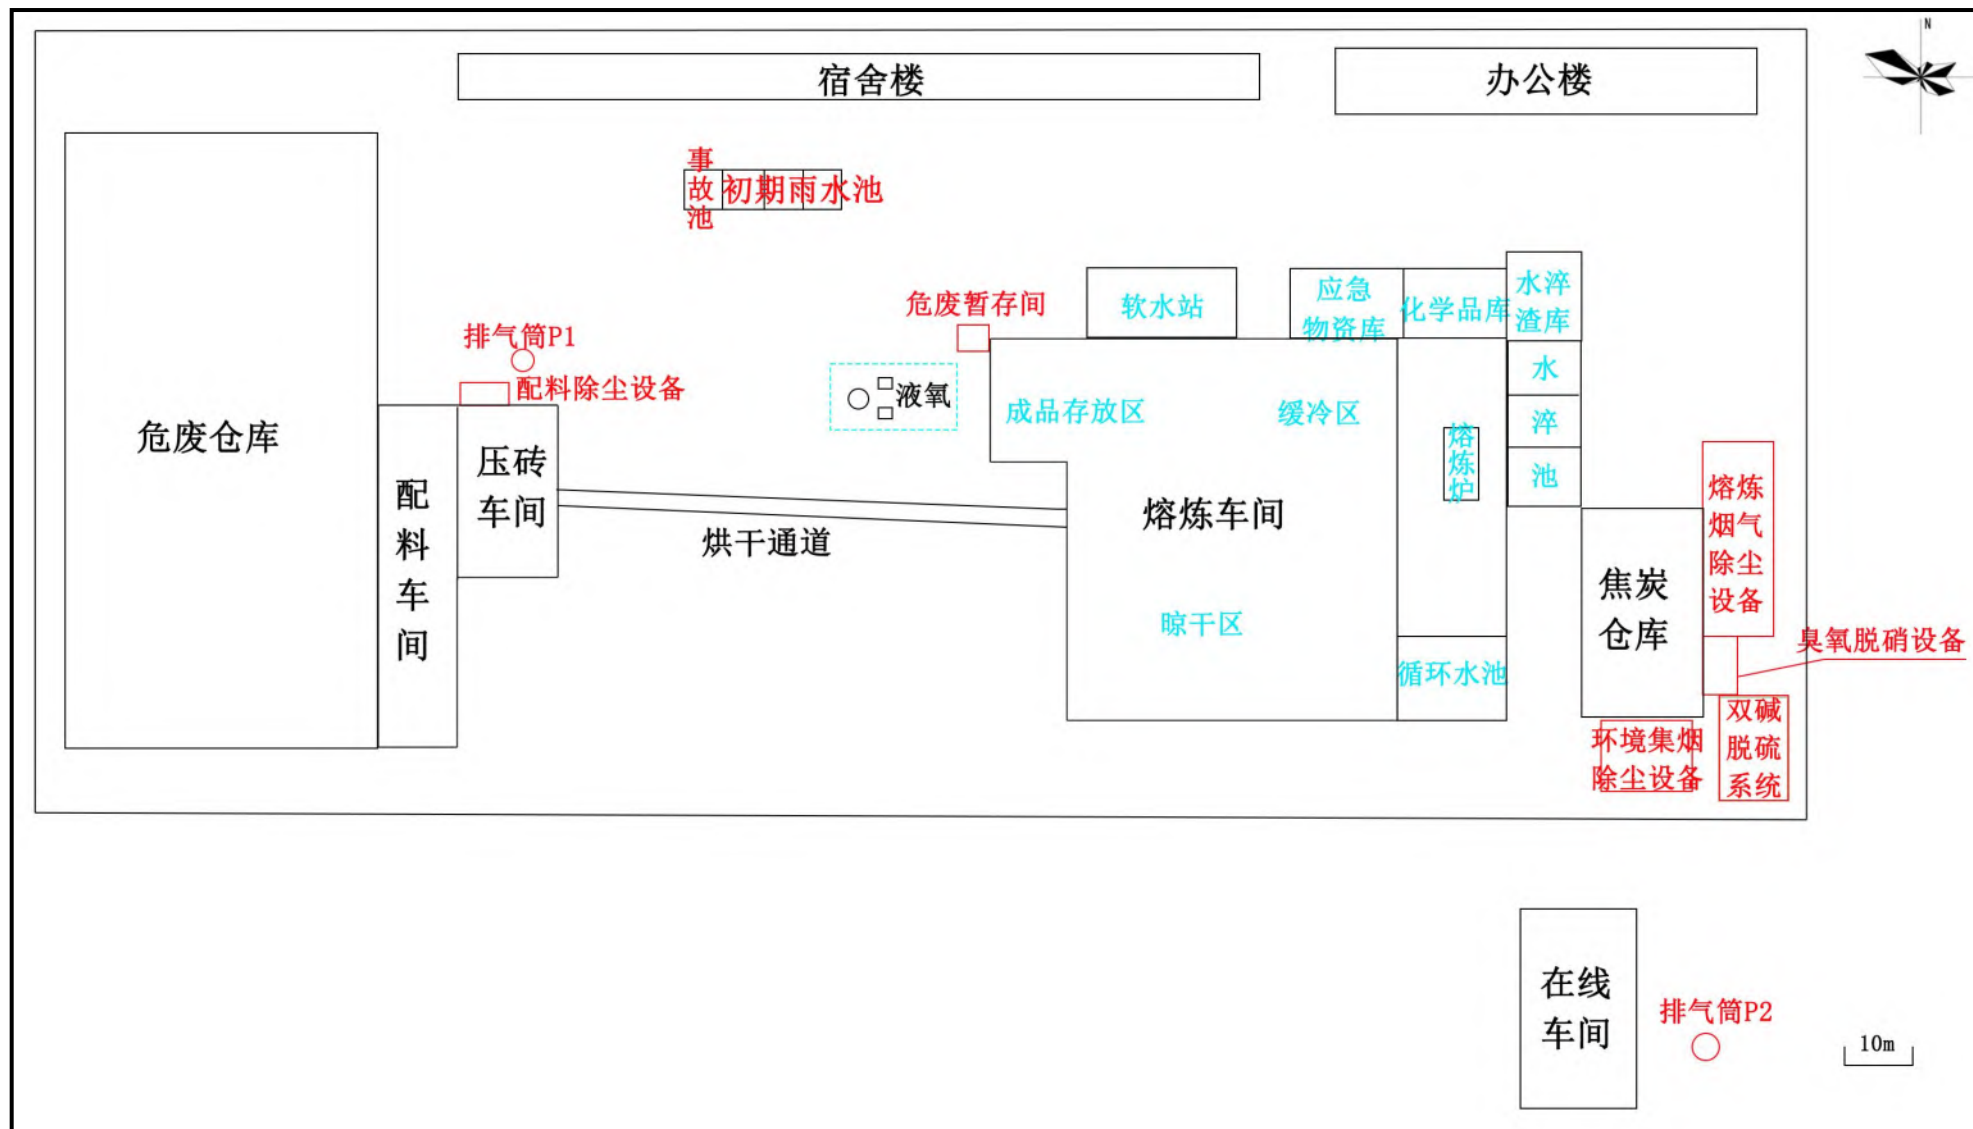 N
宿舍楼
办公楼
事
故
池
初期雨水池
危废暂存间
软水站
应急
物资库
化学品库
水淬
渣库
排气筒P1
配料除尘设备
液氧
成品存放区
缓冷区
水
淬
池
熔
炼
炉
危废仓库
压砖
车间
配
料
车
间
烘干通道
熔炼车间
熔炼
烟气
除尘
设备
焦炭
仓库
晾干区
循环水池
臭氧脱硝设备
双碱
脱硫
系统
环境集烟
除尘设备
在线
车间
排气筒P2
10m